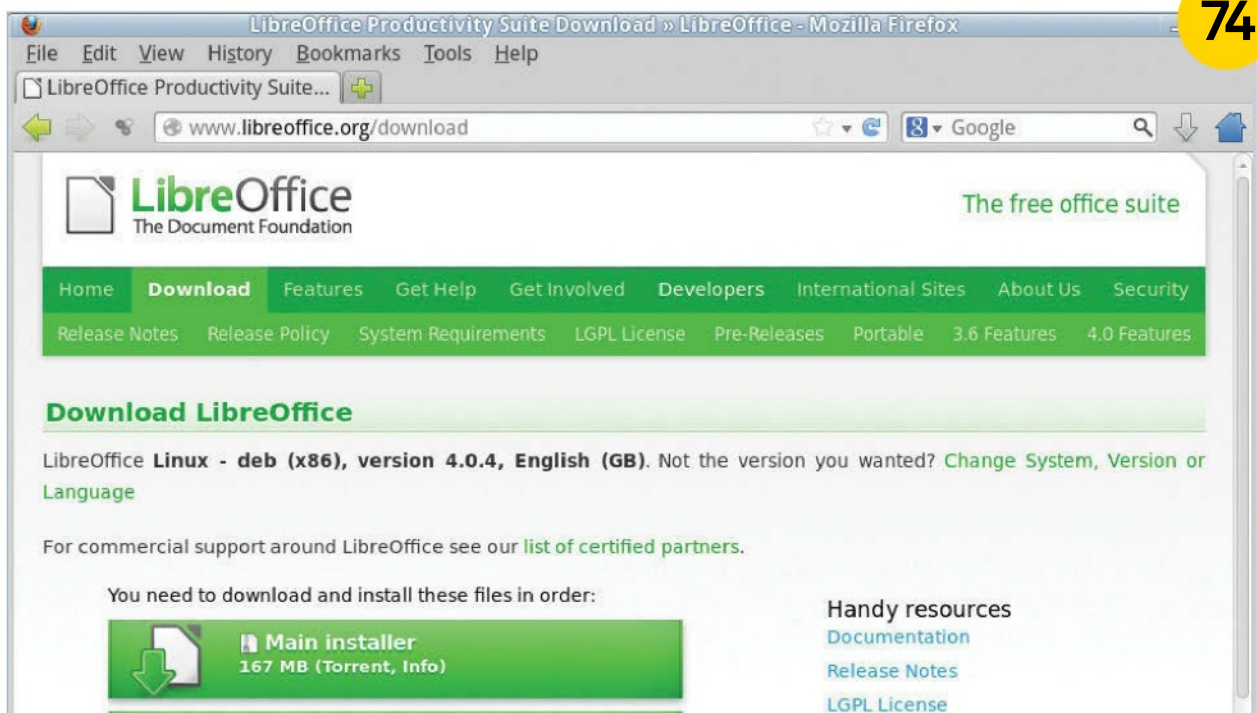 74
LibreOffice Productivity Suite Download » LibreOffice - Mozilla Firefox
File Edit View History Bookmarks Tools Help
LibreOffice Productivity Suite...
www.libreoffice.org/download
8 Google
LibreOffice
The Document Foundation
The free office suite
Home Download Features Get Help Get Involved Developers International Sites About Us Security
Release Notes Release Policy System Requirements LGPL License Pre-Releases Portable 3.6 Features 4.0 Features
Download LibreOffice
LibreOffice Linux - deb (x86), version 4.0.4, English (GB). Not the version you wanted? Change System, Version or
Language
For commercial support around LibreOffice see our list of certified partners.
You need to download and install these files in order:
Main installer
167 MB (Torrent, Info)
Handy resources
Documentation
Release Notes
LGPL License